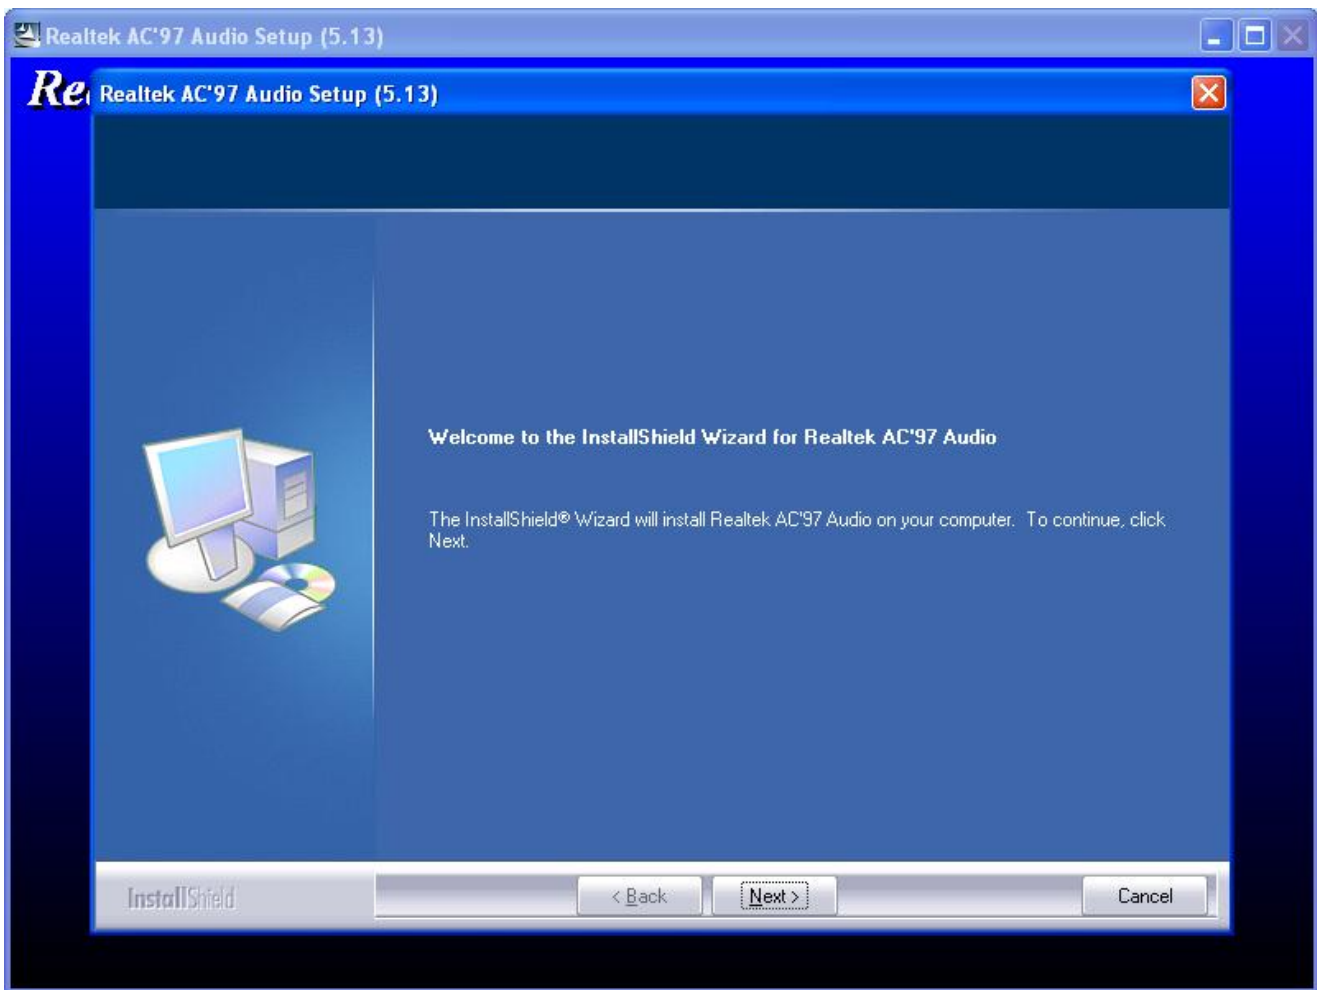 Realtek AC'97 Audio Setup (5.13)
Re
Realtek AC'97 Audio Setup (5.13)
Welcome to the InstallShield Wizard for Realtek AC'97 Audio
The InstallShield® Wizard will install Realtek AC'97 Audio on your computer. To continue, click
Next.
InstallShield
< Back
Next >
Cancel